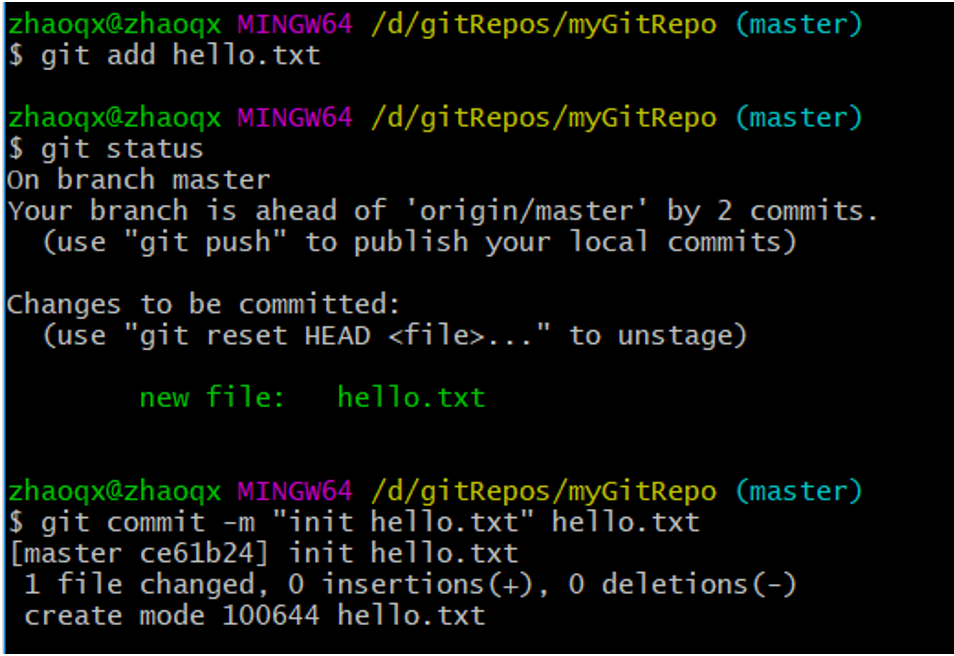 zhaoqx@zhaoqx MINGW64 /d/gitRepos/myGitRepo (master)
$ git add hello.txt
zhaoqx@zhaoqx MINGW64 /d/gitRepos/myGitRepo (master)
$ git status
On branch master
Your branch is ahead of 'origin/master' by 2 commits.
  (use "git push" to publish your local commits)
Changes to be committed:
  (use "git reset HEAD <file>..." to unstage)
        new file:   hello.txt
zhaoqx@zhaoqx MINGW64 /d/gitRepos/myGitRepo (master)
$ git commit -m "init hello.txt" hello.txt
[master ce61b24] init hello.txt
 1 file changed, 0 insertions(+), 0 deletions(-)
 create mode 100644 hello.txt